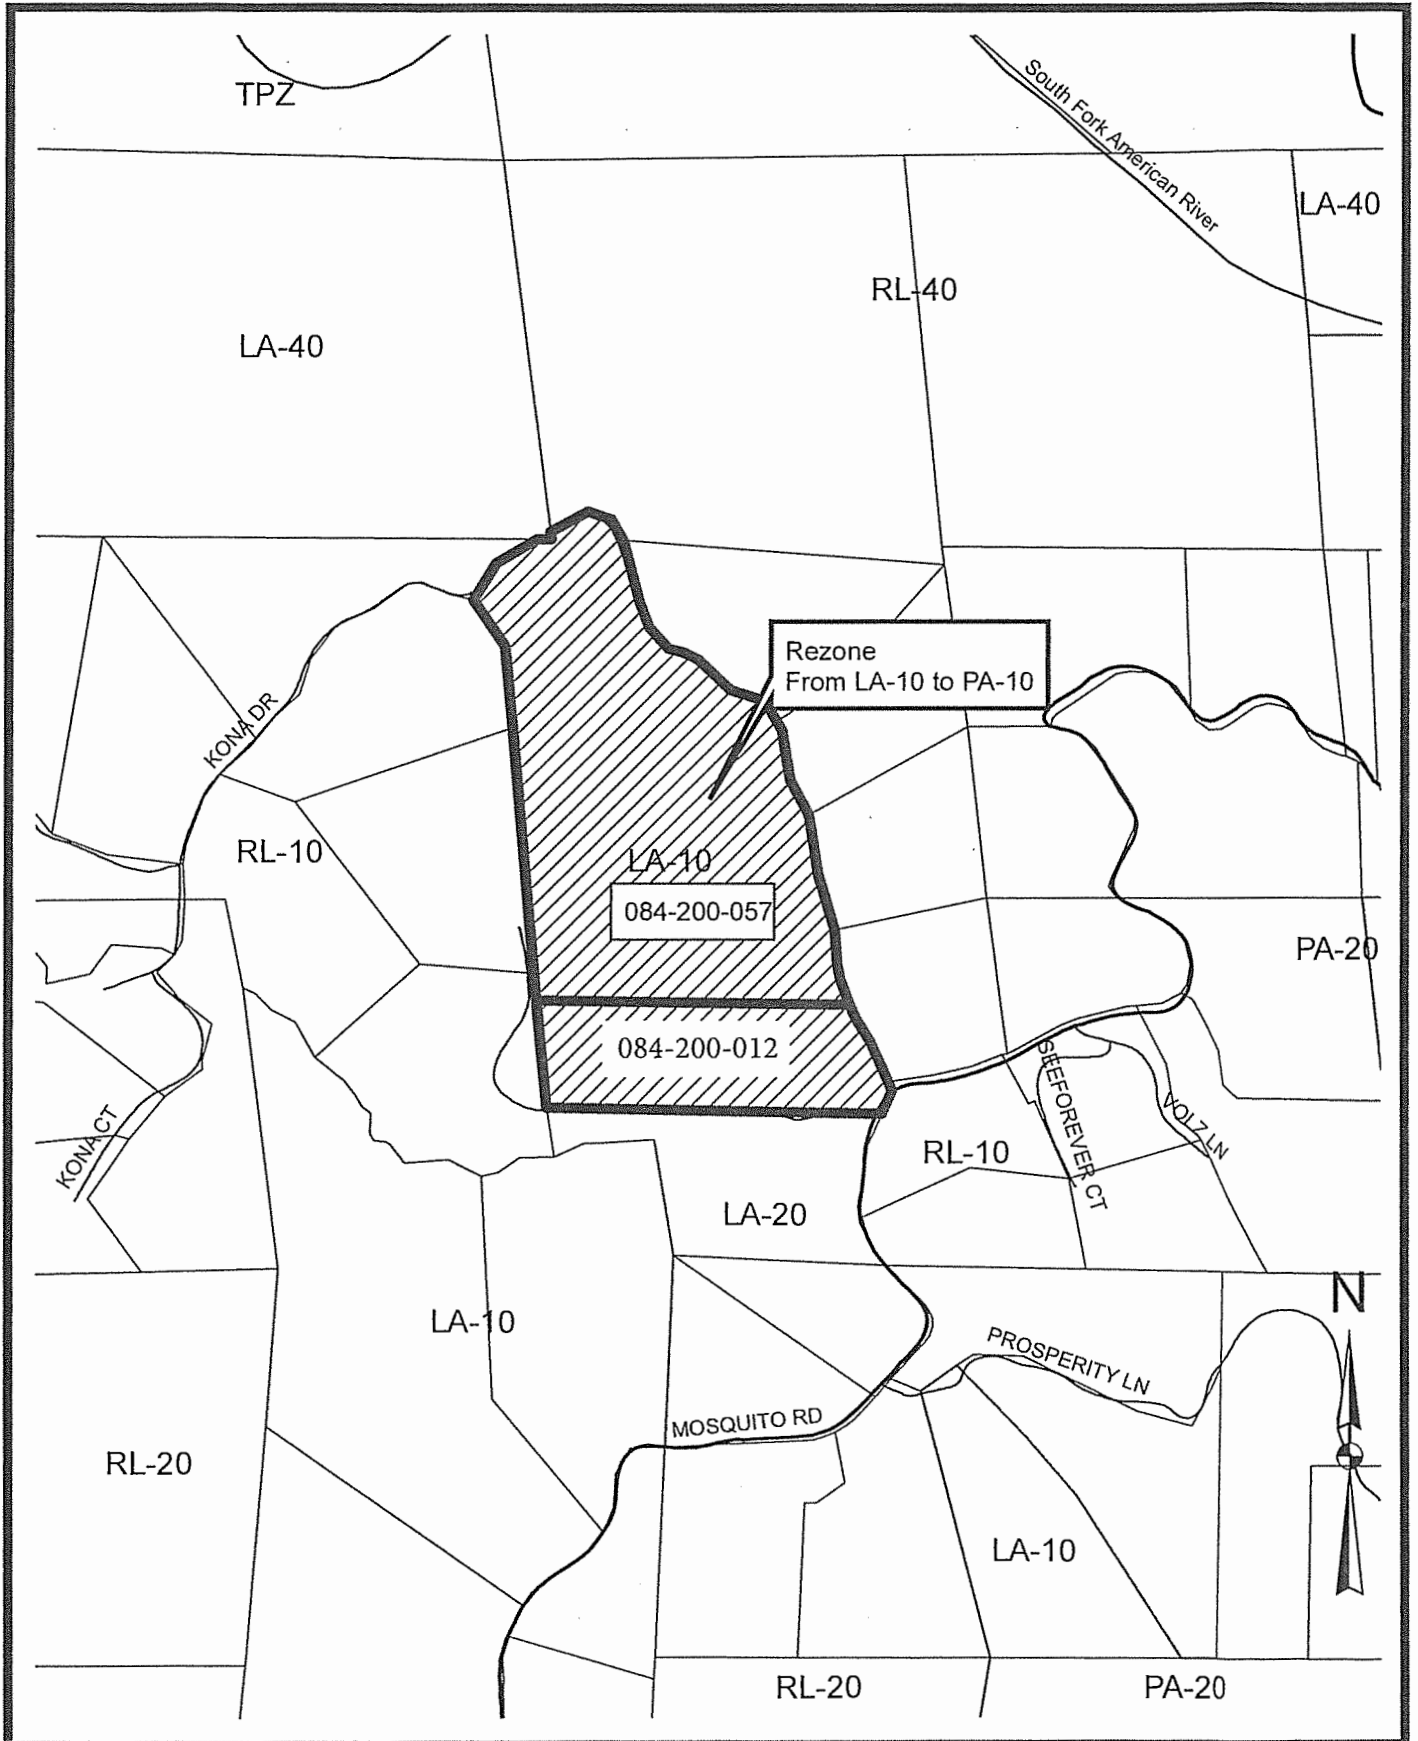 TPZ
South Fork American River
LA-40
RL-40
LA-40
Rezone
From LA-10 to PA-10
KONA DR
RL-10
LA-10
084-200-057
PA-20
084-200-012
SEEFOREVER CT
VOLZ LN
KONA CT
RL-10
LA-20
N
LA-10
PROSPERITY LN
MOSQUITO RD
RL-20
LA-10
RL-20
PA-20